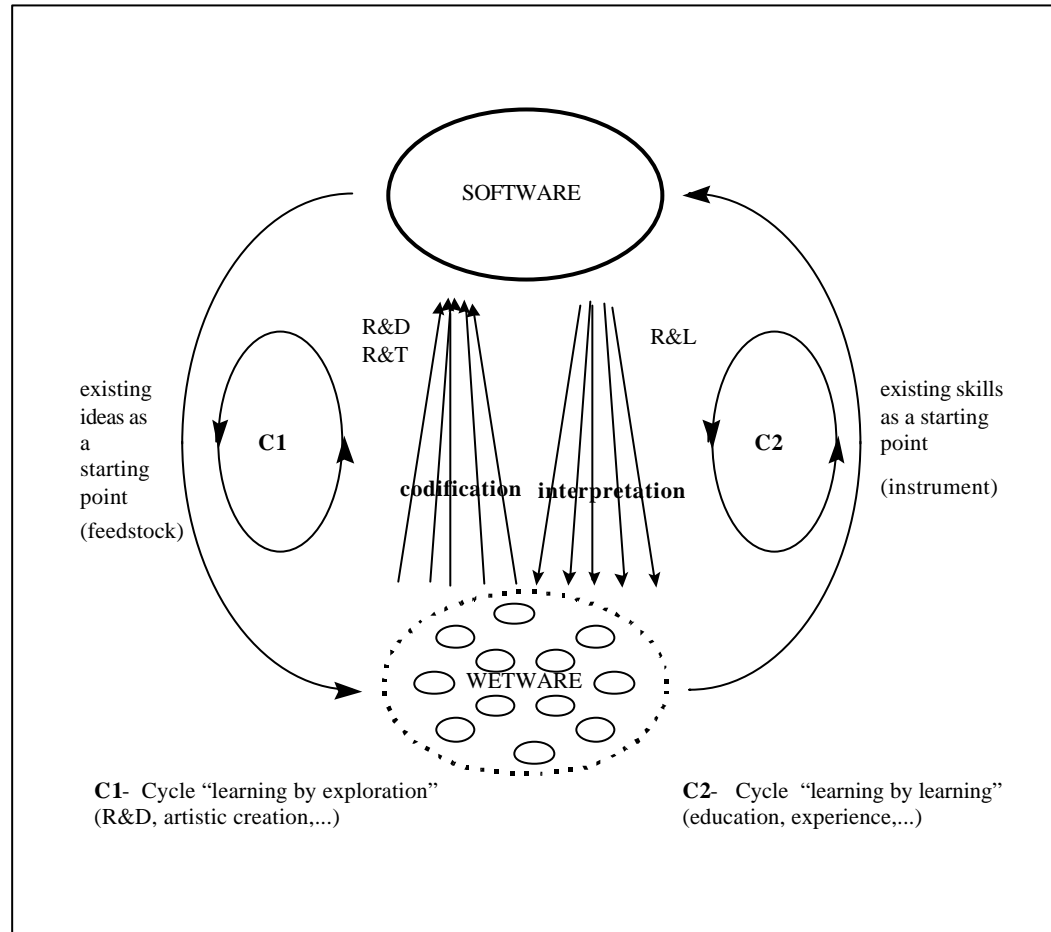 SOFTWARE
R&D
R&T
R&L
existing
ideas as
a
starting
point
(feedstock)
C1
codification
interpretation
C2
existing skills
as a starting
point
(instrument)
WETWARE
C1- Cycle “learning by exploration”
(R&D, artistic creation,...)
C2- Cycle “learning by learning”
(education, experience,...)